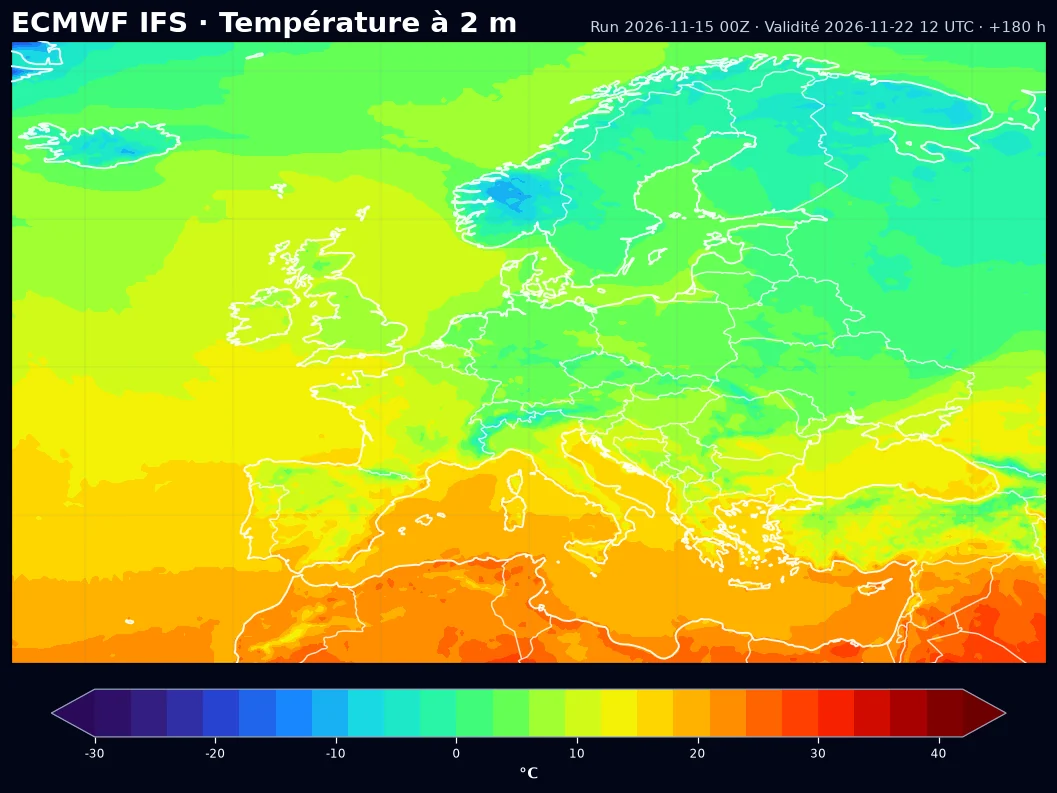 ECMWF IFS · Température à 2 m
Run 2026-11-15 00Z · Validité 2026-11-22 12 UTC · +180 h
-30 -20 -10 0 10 20 30 40
°C